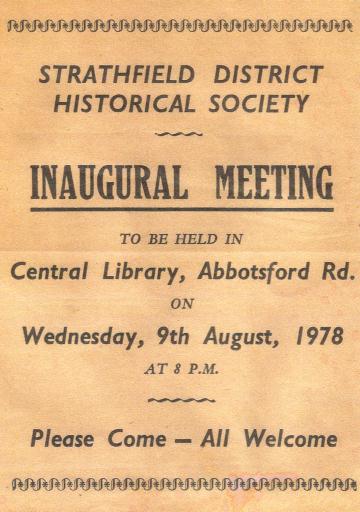 STRATHFIELD DISTRICT
HISTORICAL SOCIETY
INAUGURAL MEETING
TO BE HELD IN
Central Library, Abbotsford Rd.
ON
Wednesday, 9th August, 1978
AT 8 P.M.
Please Come — All Welcome